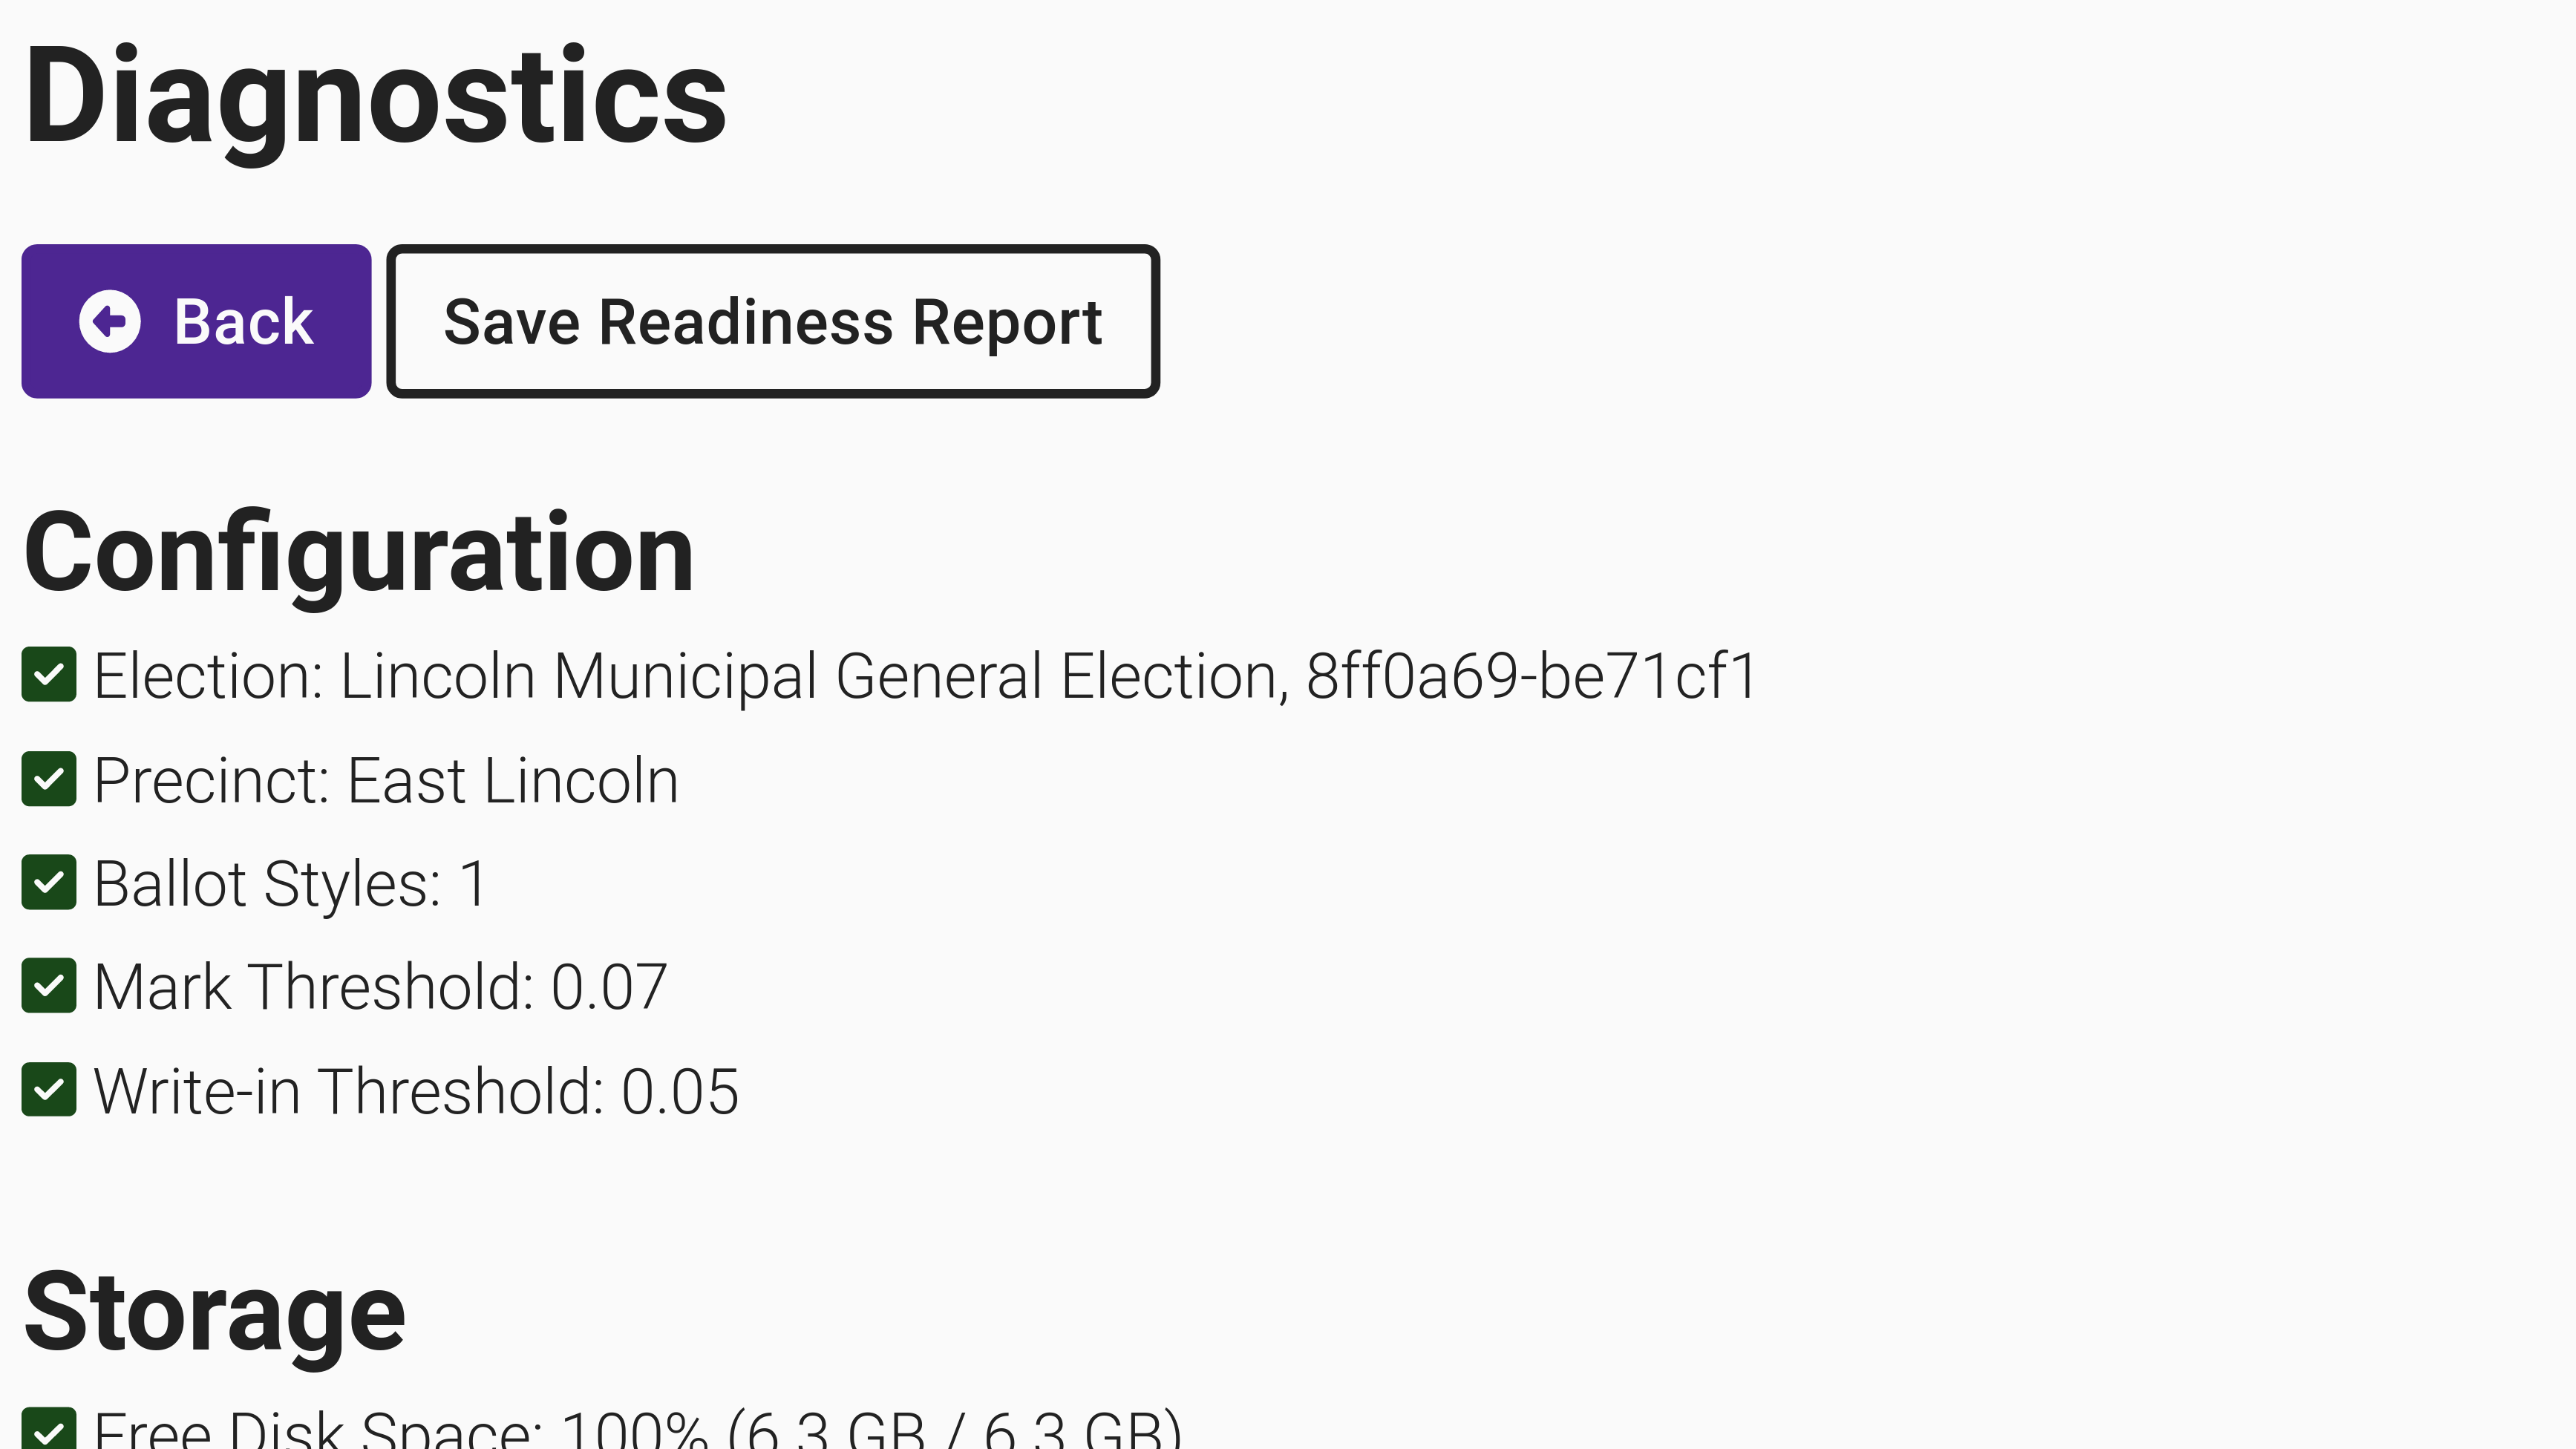 Diagnostics
Back
Save Readiness Report
Configuration
Election: Lincoln Municipal General Election, 8ff0a69-be71cf1
Precinct: East Lincoln
Ballot Styles: 1
Mark Threshold: 0.07
Write-in Threshold: 0.05
Storage
Free Disk Space: 100% (6.3 GB / 6.3 GB)